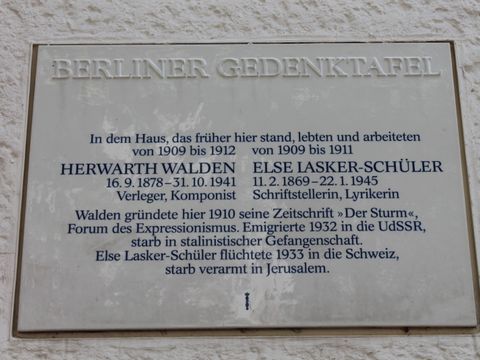 BERLINER GEDENKTAFEL
In dem Haus, das früher hier stand, lebten und arbeiteten
von 1909 bis 1912 von 1909 bis 1911
HERWARTH WALDEN ELSE LASKER-SCHÜLER
16. 9. 1878 – 31. 10. 1941 11. 2. 1869 – 22. 1. 1945
Verleger, Komponist Schriftstellerin, Lyrikerin
Walden gründete hier 1910 seine Zeitschrift »Der Sturm«,
Forum des Expressionismus. Emigrierte 1932 in die UdSSR,
starb in stalinistischer Gefangenschaft.
Else Lasker-Schüler flüchtete 1933 in die Schweiz,
starb verarmt in Jerusalem.